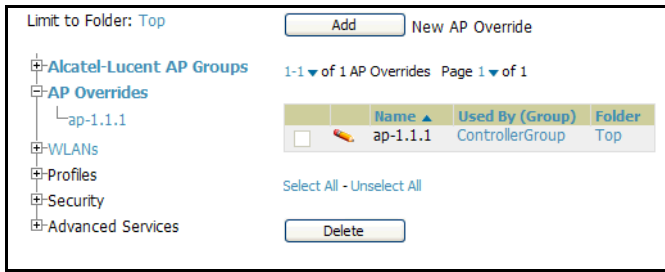 Limit to Folder: Top
Alcatel-Lucent AP Groups
AP Overrides
ap-1.1.1
WLANs
Profiles
Security
Advanced Services
Add New AP Override
1-1 of 1 AP Overrides Page 1 of 1
Name Used By (Group) Folder
ap-1.1.1 ControllerGroup Top
Select All - Unselect All
Delete